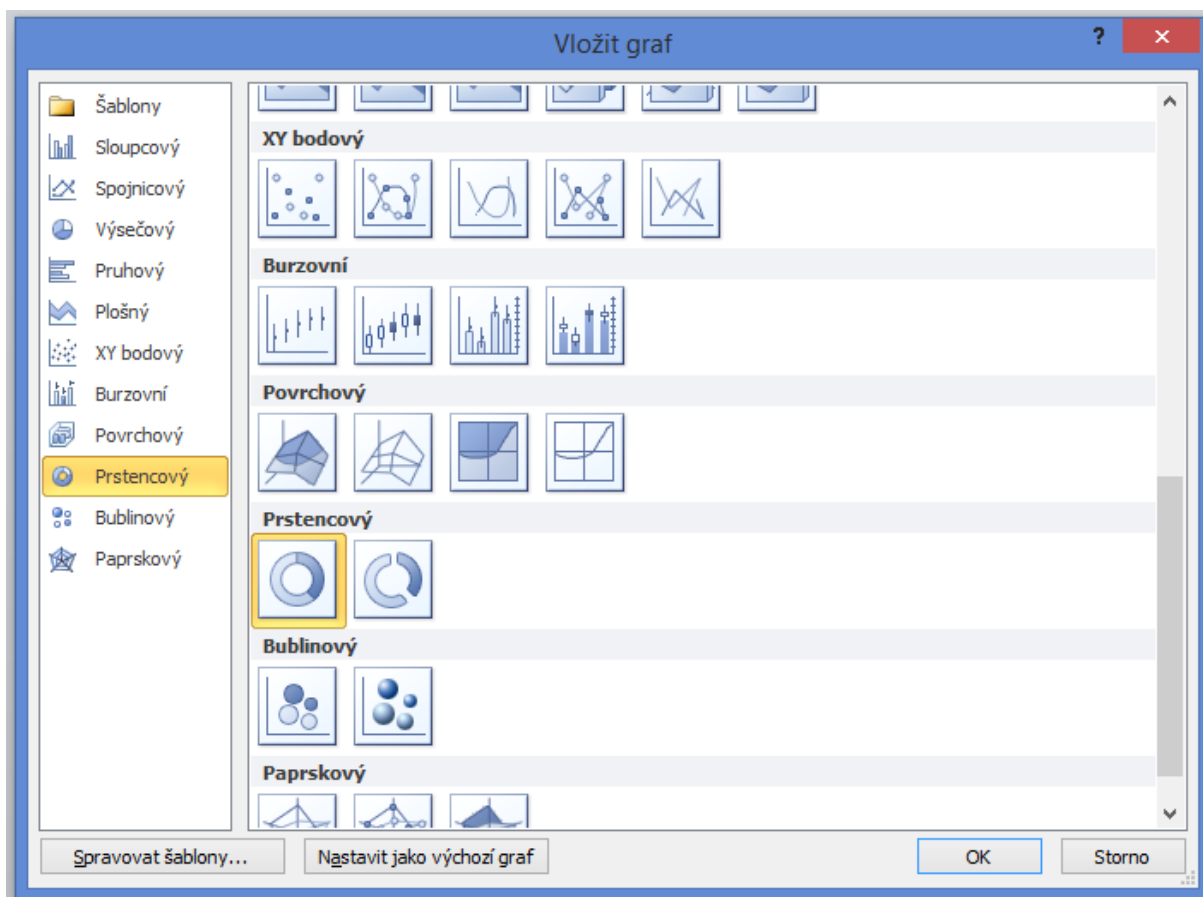 Vložit graf
?
Šablony
Sloupcový
Spojnicový
Výsečový
Pruhový
Plošný
XY bodový
Burzovní
Povrchový
Prstencový
Bublinový
Paprskový
XY bodový
Burzovní
Povrchový
Prstencový
Bublinový
Paprskový
Spravovat šablony...
Nastavit jako výchozí graf
OK
Storno